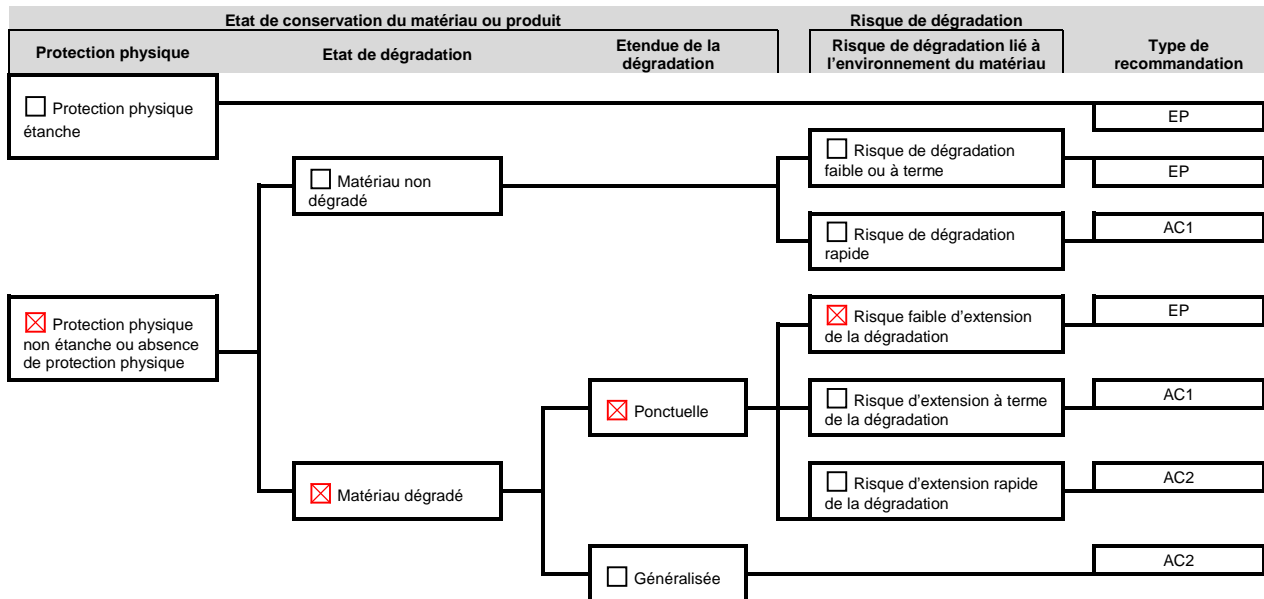 Etat de conservation du matériau ou produit
Risque de dégradation
Protection physique
Etat de dégradation
Etendue de la
dégradation
Risque de dégradation lié à
l'environnement du matériau
Type de
recommandation
Protection physique
étanche
EP
Matériau non
dégradé
Risque de dégradation
faible ou à terme
EP
Risque de dégradation
rapide
AC1
Protection physique
non étanche ou absence
de protection physique
Risque faible d'extension
de la dégradation
EP
Ponctuelle
Risque d'extension à terme
de la dégradation
AC1
Matériau dégradé
Risque d'extension rapide
de la dégradation
AC2
Généralisée
AC2